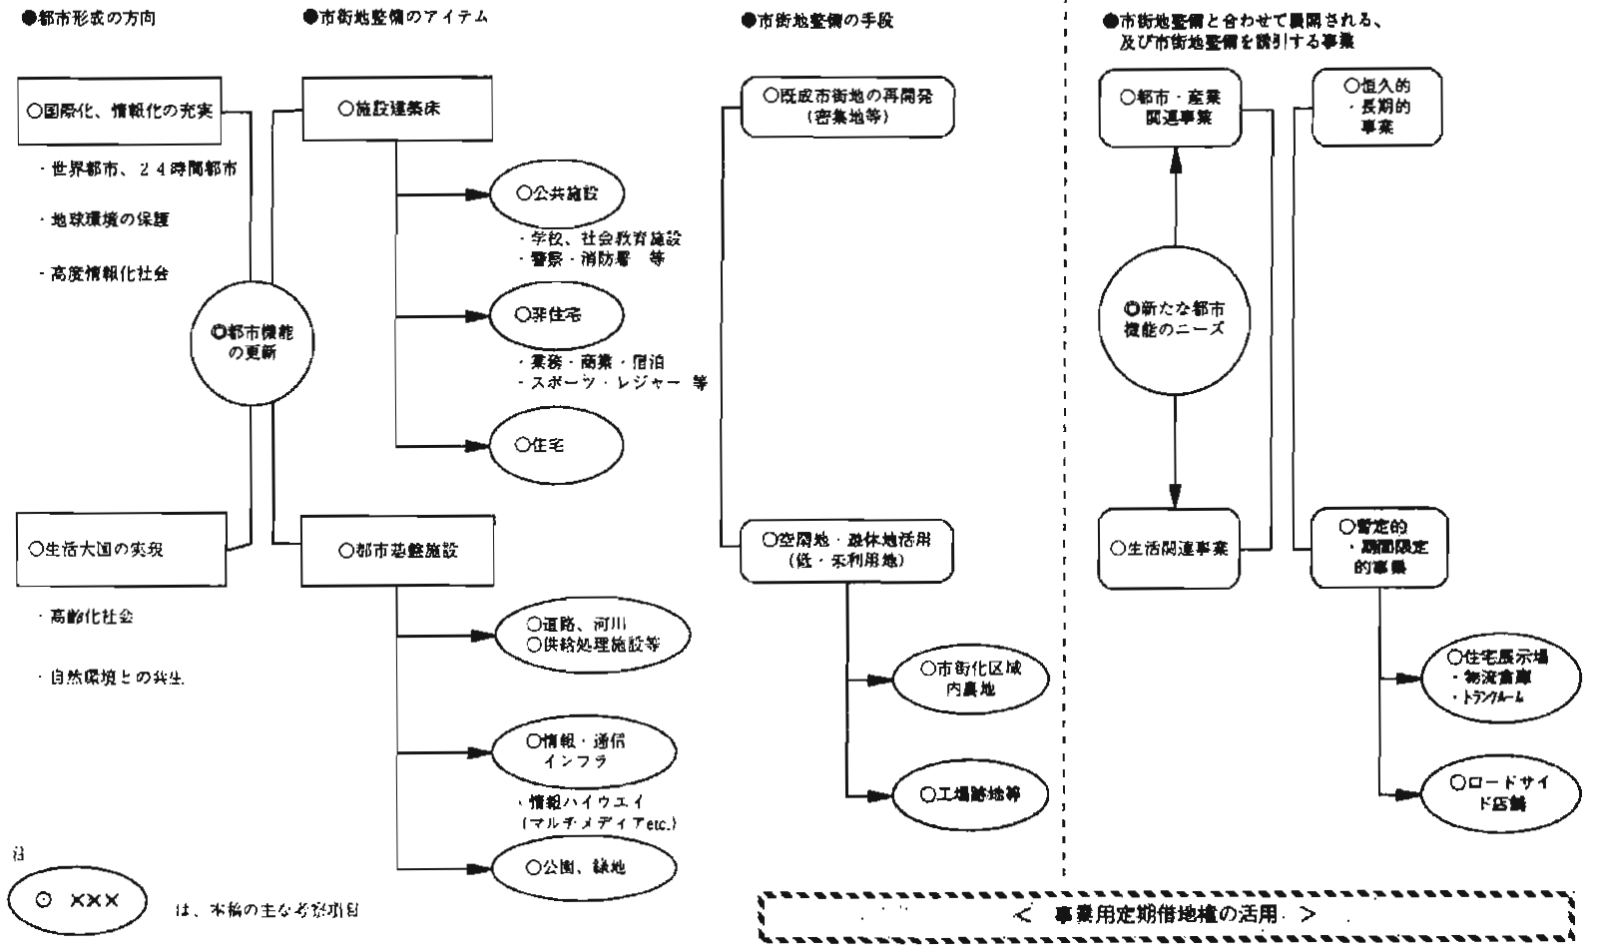 ●都市形成の方向
○国際化、情報化の充実
・世界都市、２４時間都市
・地球環境の保護
・高度情報化社会
◎都市機能
の更新
○生活大国の実現
・高齢化社会
・自然環境との共生
●市街地整備のアイテム
○施設建築床
○公共施設
・学校、社会教育施設
・警察・消防署　等
○非住宅
・業務・商業・宿泊
・スポーツ・レジャー 等
○住宅
○都市基盤施設
○道路、河川
○供給処理施設等
○情報・通信
インフラ
・情報ハイウエイ
(マルチメディアetc.)
○公園、緑地
●市街地整備の手段
○既成市街地の再開発
(密集地等)
○空閑地・遊休地活用
(低・未利用地)
○市街化区域
内農地
○工場跡地等
●市街地整備と合わせて展開される、
及び市街地整備を誘引する事業
○都市・産業
関連事業
◎新たな都市
機能のニーズ
○生活関連事業
○恒久的
・長期的
事業
○暫定的
・期間限定
的事業
○住宅展示場
・物流倉庫
・トランクルーム
○ロードサイ
ド店舗
注
⊙ ×××
は、本稿の主な考察項目
＜ 事業用定期借地権の活用 ＞